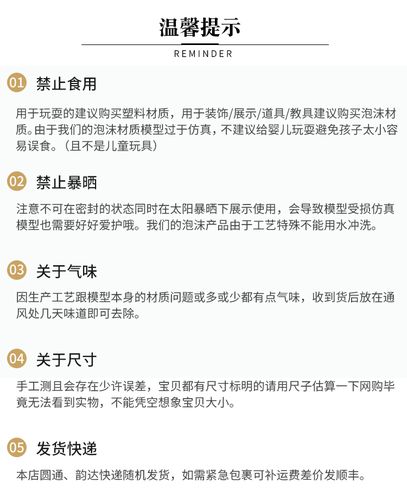 温馨提示
REMINDER
01 禁止食用
用于玩耍的建议购买塑料材质，用于装饰/展示/道具/教具建议购买泡沫材
质。由于我们的泡沫材质模型过于仿真，不建议给婴儿玩耍避免孩子太小容
易误食。（且不是儿童玩具）
02 禁止暴晒
注意不可在密封的状态同时在太阳暴晒下展示使用，会导致模型受损仿真
模型也需要好好爱护哦。我们的泡沫产品由于工艺特殊不能用水冲洗。
03 关于气味
因生产工艺跟模型本身的材质问题或多或少都有点气味，收到货后放在通
风处几天味道即可去除。
04 关于尺寸
手工测且会存在少许误差，宝贝都有尺寸标明的请用尺子估算一下网购毕
竟无法看到实物，不能凭空想象宝贝大小。
05 发货快递
本店圆通、韵达快递随机发货，如需紧急包裹可补运费差价发顺丰。